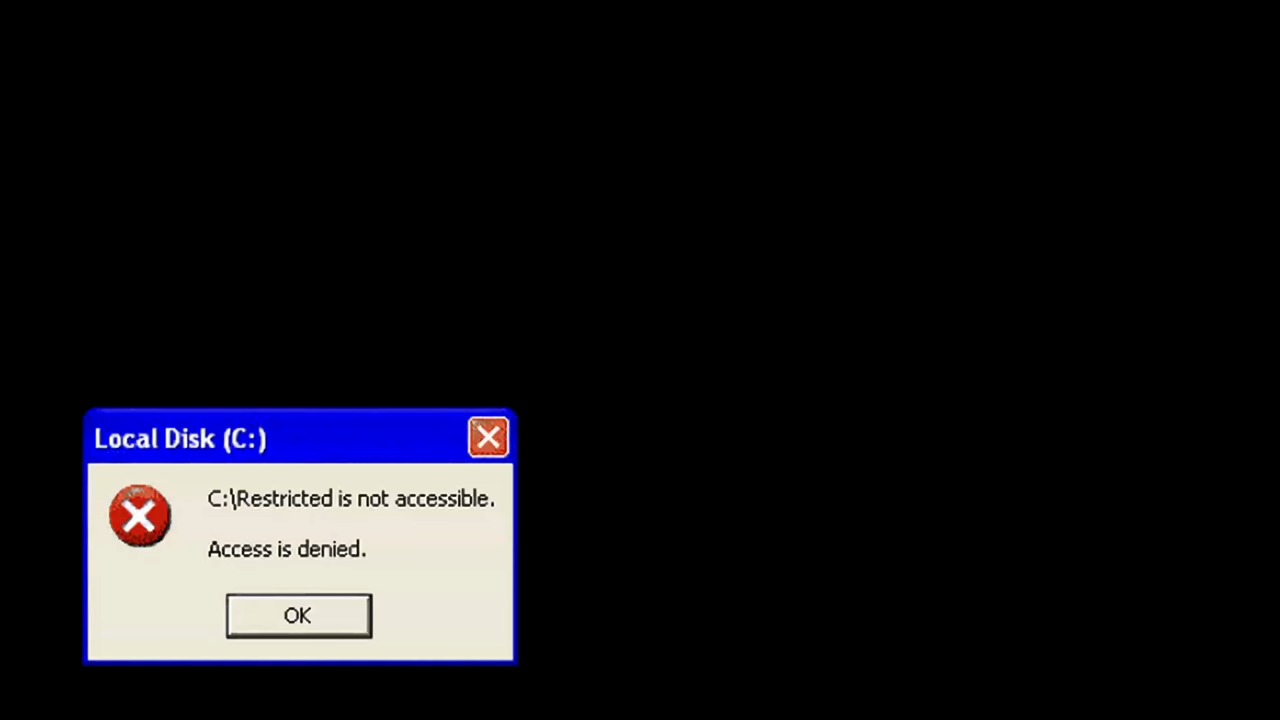 Local Disk (C:)
C:\Restricted is not accessible.
Access is denied.
OK